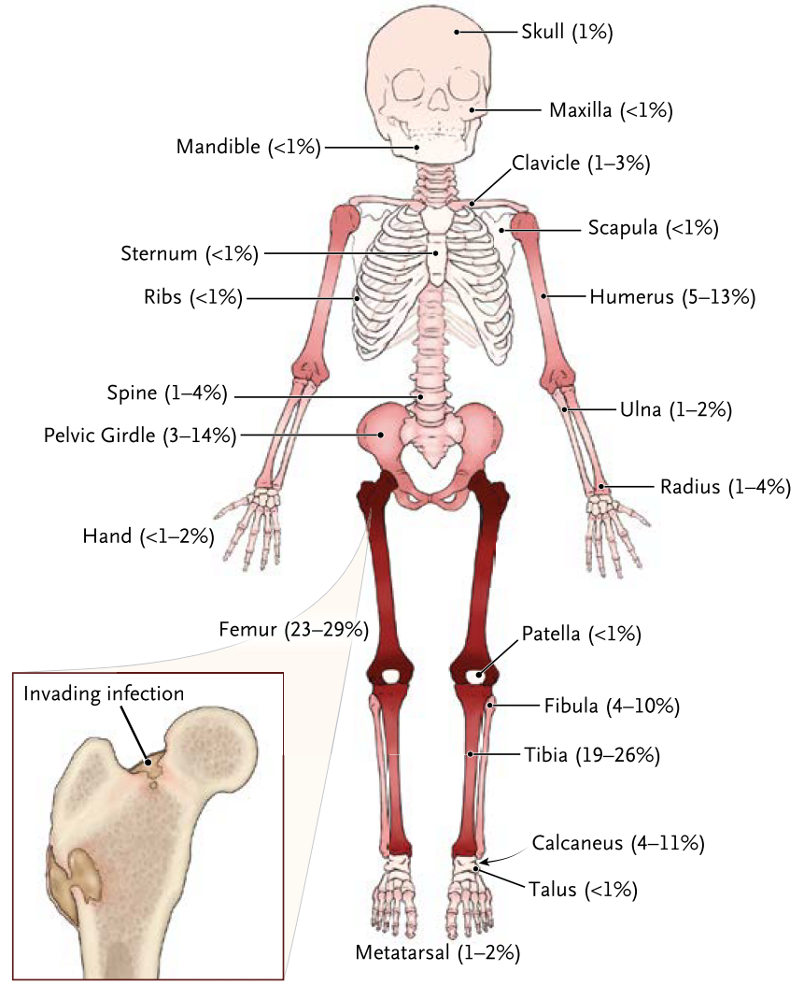 Skull (1%)
Maxilla (<1%)
Mandible (<1%)
Clavicle (1–3%)
Scapula (<1%)
Sternum (<1%)
Ribs (<1%)
Humerus (5–13%)
Spine (1–4%)
Ulna (1–2%)
Pelvic Girdle (3–14%)
Radius (1–4%)
Hand (<1–2%)
Femur (23–29%)
Patella (<1%)
Invading infection
Fibula (4–10%)
Tibia (19–26%)
Calcaneus (4–11%)
Talus (<1%)
Metatarsal (1–2%)